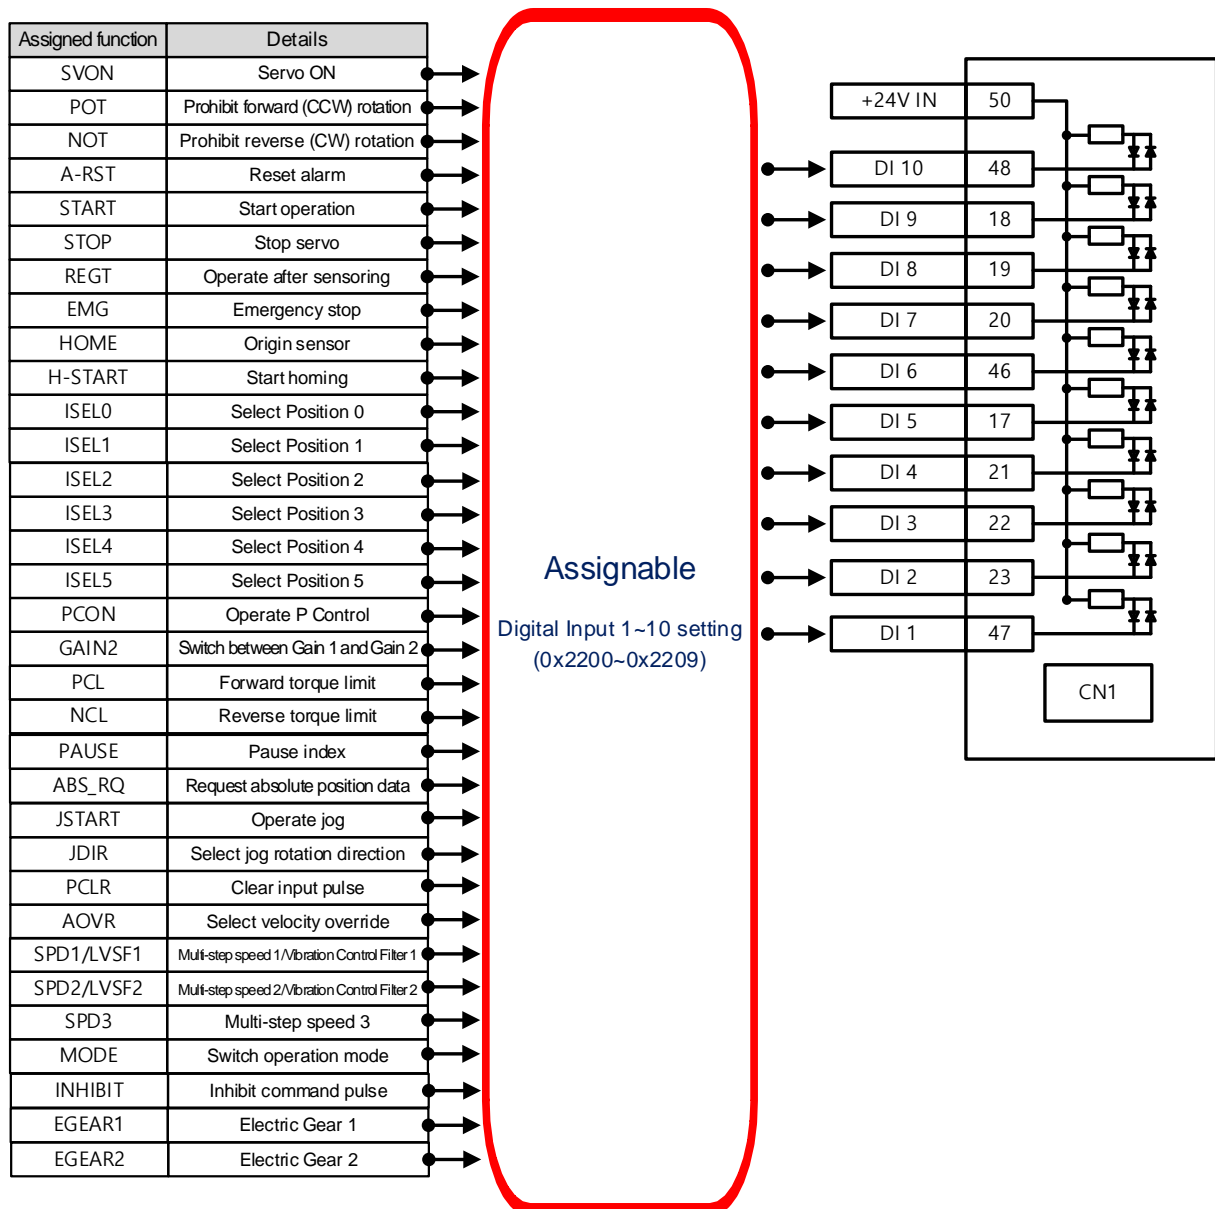 Assigned function Details
SVON Servo ON
POT Prohibit forward (CCW) rotation
NOT Prohibit reverse (CW) rotation
A-RST Reset alarm
START Start operation
STOP Stop servo
REGT Operate after sensoring
EMG Emergency stop
HOME Origin sensor
H-START Start homing
ISEL0 Select Position 0
ISEL1 Select Position 1
ISEL2 Select Position 2
ISEL3 Select Position 3
ISEL4 Select Position 4
ISEL5 Select Position 5
PCON Operate P Control
GAIN2 Switch between Gain 1 and Gain 2
PCL Forward torque limit
NCL Reverse torque limit
PAUSE Pause index
ABS_RQ Request absolute position data
JSTART Operate jog
JDIR Select jog rotation direction
PCLR Clear input pulse
AOVR Select velocity override
SPD1/LVSF1 Multi-step speed 1/Vibration Control Filter 1
SPD2/LVSF2 Multi-step speed 2/Vibration Control Filter 2
SPD3 Multi-step speed 3
MODE Switch operation mode
INHIBIT Inhibit command pulse
EGEAR1 Electric Gear 1
EGEAR2 Electric Gear 2
Assignable
Digital Input 1~10 setting
(0x2200~0x2209)
+24V IN 50
DI 10 48
DI 9 18
DI 8 19
DI 7 20
DI 6 46
DI 5 17
DI 4 21
DI 3 22
DI 2 23
DI 1 47
CN1